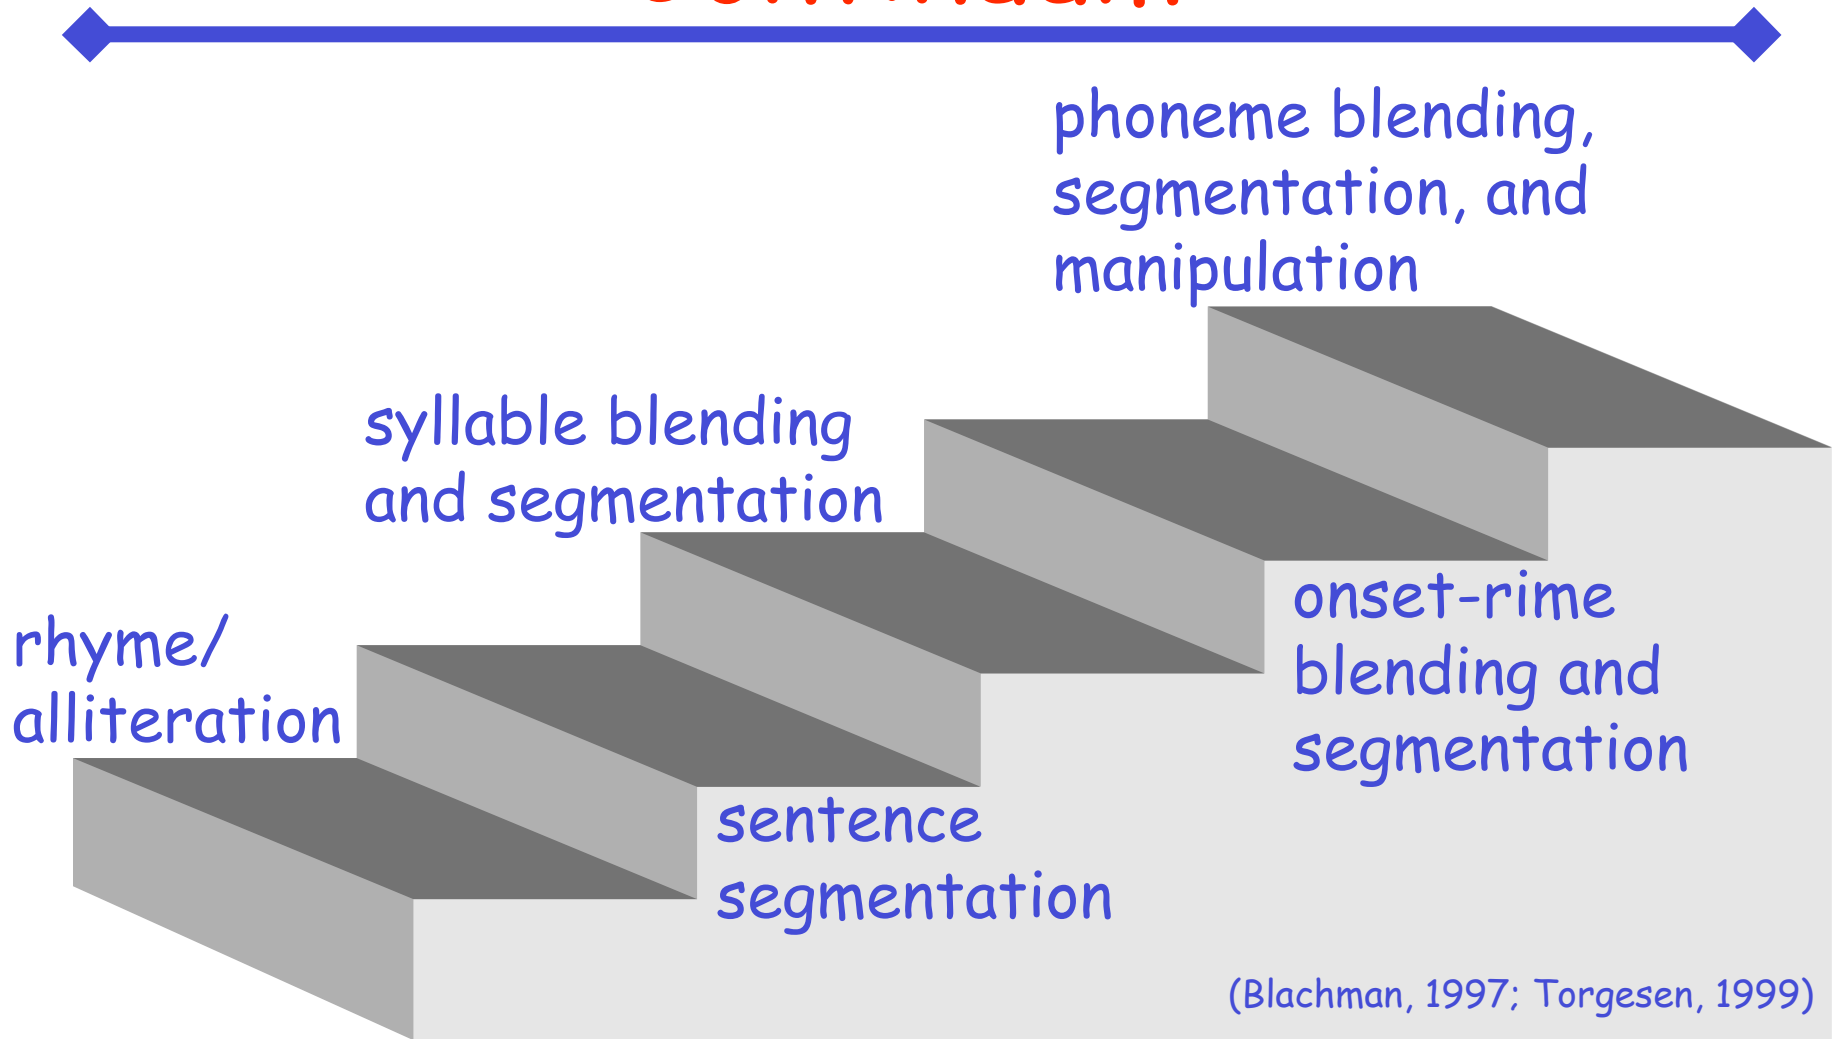 phoneme blending,
segmentation, and
manipulation
syllable blending
and segmentation
rhyme/
alliteration
onset-rime
blending and
segmentation
sentence
segmentation
(Blachman, 1997; Torgesen, 1999)